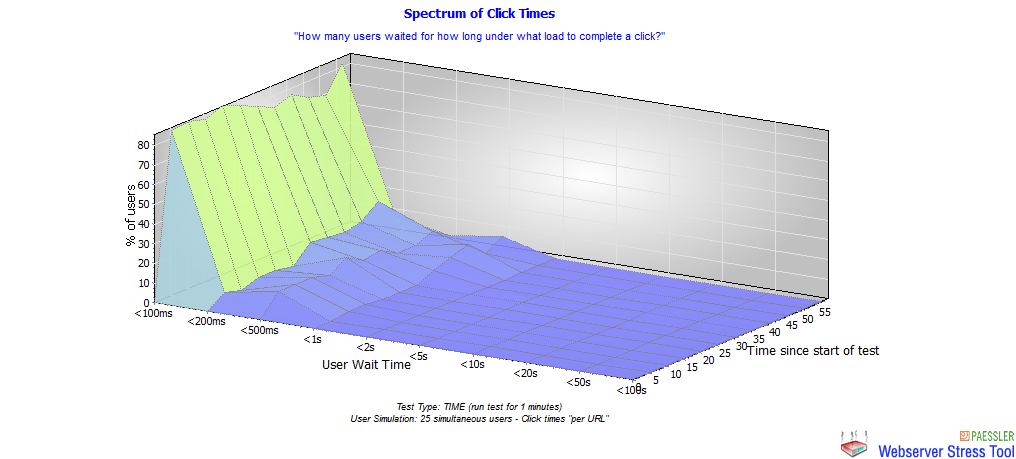 Spectrum of Click Times
"How many users waited for how long under what load to complete a click?"
% of users
80
70
60
50
40
30
20
10
0
<100ms
<200ms
<500ms
<1s
<2s
<5s
<10s
<20s
<50s
<100s
User Wait Time
0
5
10
15
20
25
30
35
40
45
50
55
Time since start of test
Test Type: TIME (run test for 1 minutes)
User Simulation: 25 simultaneous users - Click times "per URL"
PAESSLER
Webserver Stress Tool